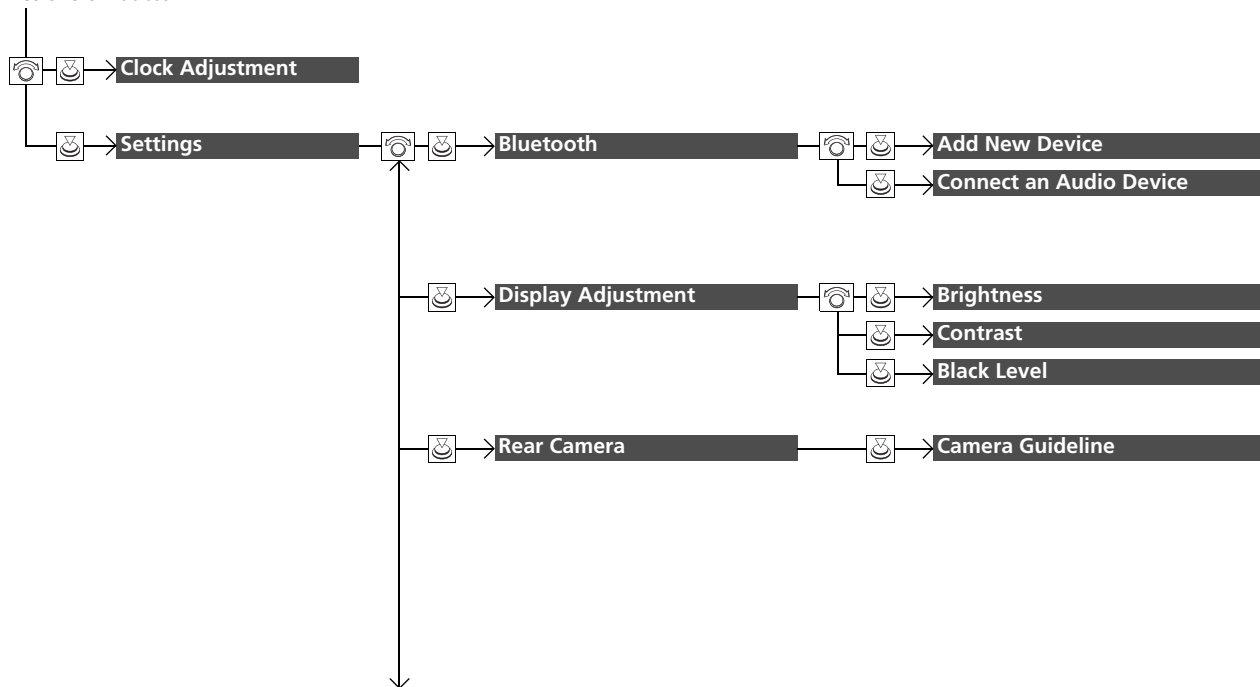 Clock Adjustment
Settings
Bluetooth
Add New Device
Connect an Audio Device
Display Adjustment
Brightness
Contrast
Black Level
Rear Camera
Camera Guideline